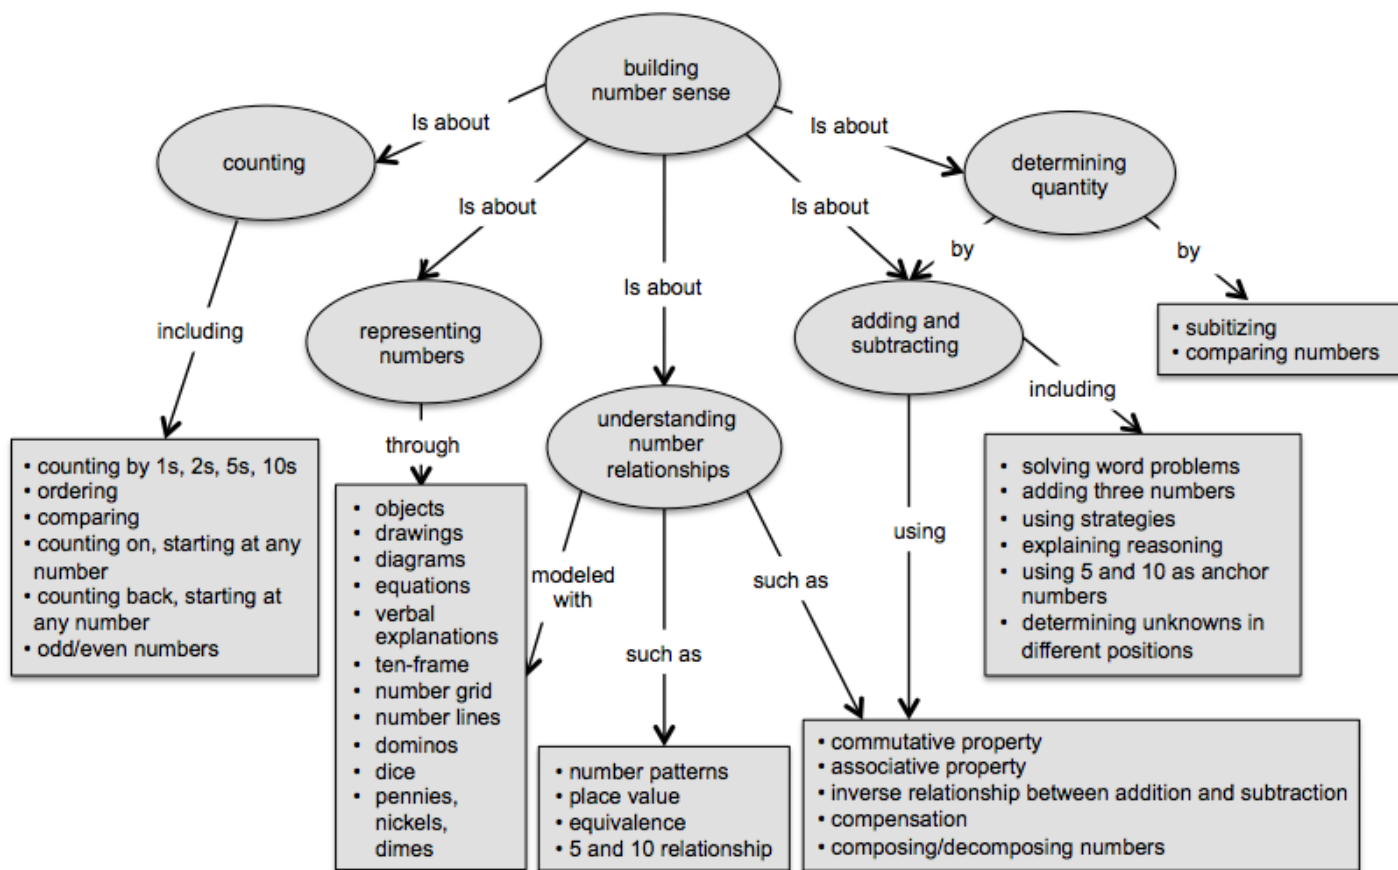 building
number sense
Is about
Is about
counting
determining
quantity
Is about
Is about
by
by
Is about
including
representing
numbers
adding and
subtracting
• subitizing
• comparing numbers
including
understanding
number
relationships
through
• counting by 1s, 2s, 5s, 10s
• ordering
• comparing
• counting on, starting at any
number
• counting back, starting at
any number
• odd/even numbers
• objects
• drawings
• diagrams
• equations
• verbal
explanations
• ten-frame
• number grid
• number lines
• dominos
• dice
• pennies,
nickels,
dimes
modeled
with
such as
such as
using
• solving word problems
• adding three numbers
• using strategies
• explaining reasoning
• using 5 and 10 as anchor
numbers
• determining unknowns in
different positions
• number patterns
• place value
• equivalence
• 5 and 10 relationship
• commutative property
• associative property
• inverse relationship between addition and subtraction
• compensation
• composing/decomposing numbers